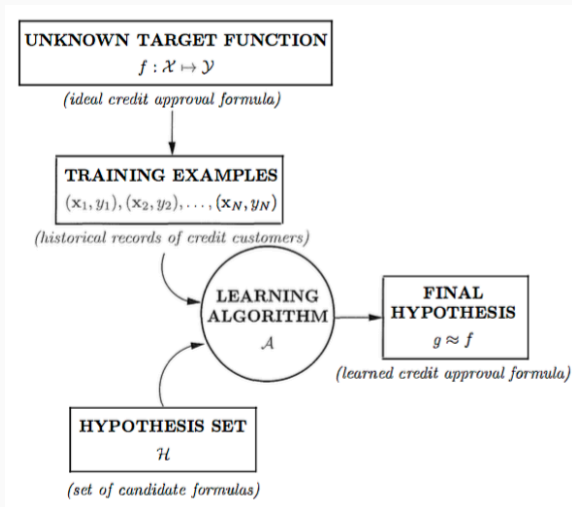 UNKNOWN TARGET FUNCTION
f : 𝒳 ↦ 𝒴
(ideal credit approval formula)
TRAINING EXAMPLES
(x₁, y₁), (x₂, y₂), . . . , (x_N, y_N)
(historical records of credit customers)
LEARNING
ALGORITHM
𝒜
FINAL
HYPOTHESIS
g ≈ f
(learned credit approval formula)
HYPOTHESIS SET
ℋ
(set of candidate formulas)